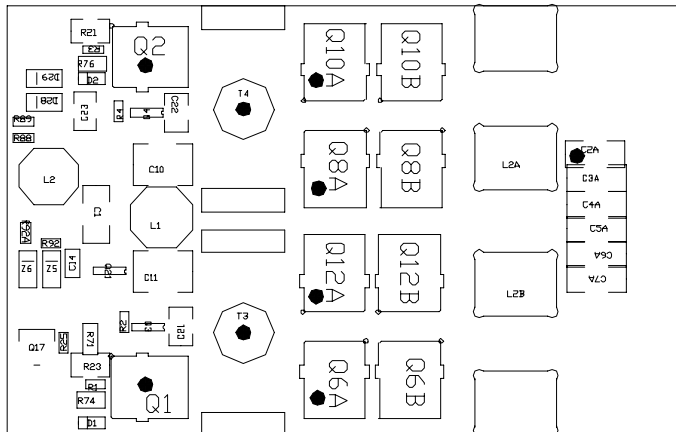 R21
R3
R76
D2
Q2
D29
D28
R89
R88
R4
C22
T4
Q10A
Q10B
L2
C10
C1
L1
Q8A
Q8B
L2A
C2A
C3A
C4A
C5A
C6A
C7A
R92
Z6
Z5
C14
C11
Q12A
Q12B
L2B
R2
T3
Q17
R25
R71
R23
R1
R74
D1
Q1
Q6A
Q6B